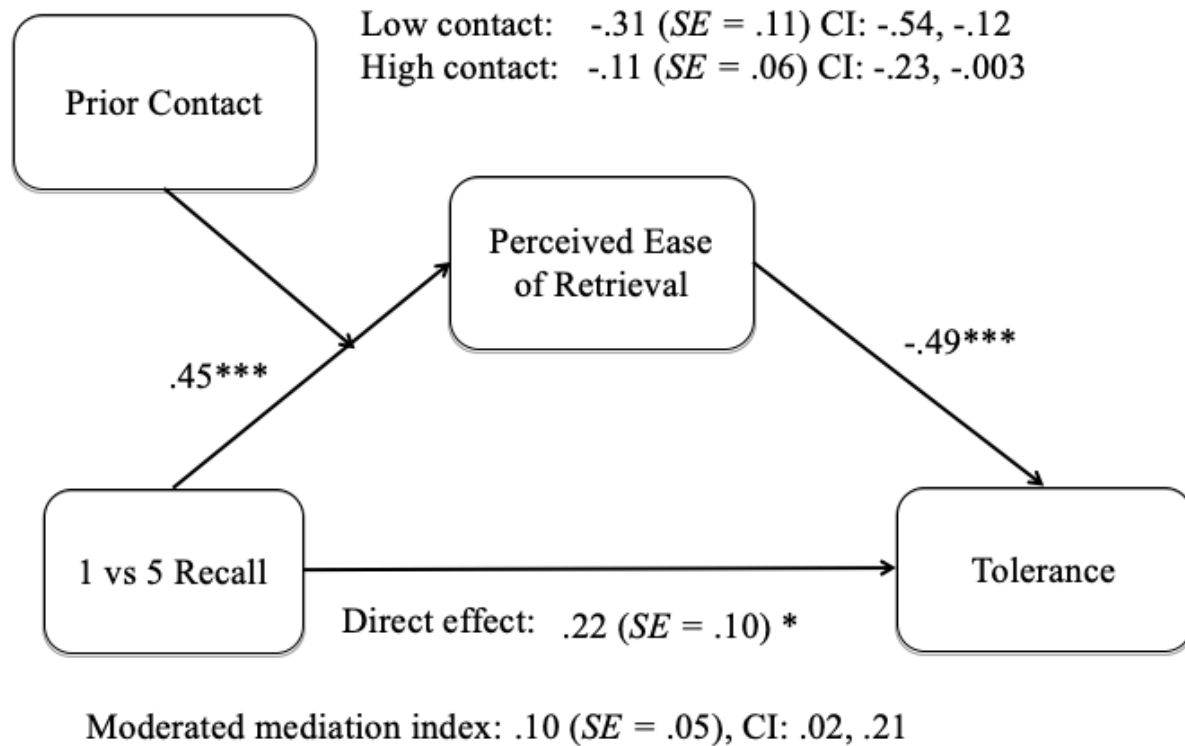 Low contact: -.31 (SE = .11) CI: -.54, -.12
High contact: -.11 (SE = .06) CI: -.23, -.003
Prior Contact
Perceived Ease
of Retrieval
.45***
-.49***
1 vs 5 Recall
Tolerance
Direct effect: .22 (SE = .10) *
Moderated mediation index: .10 (SE = .05), CI: .02, .21